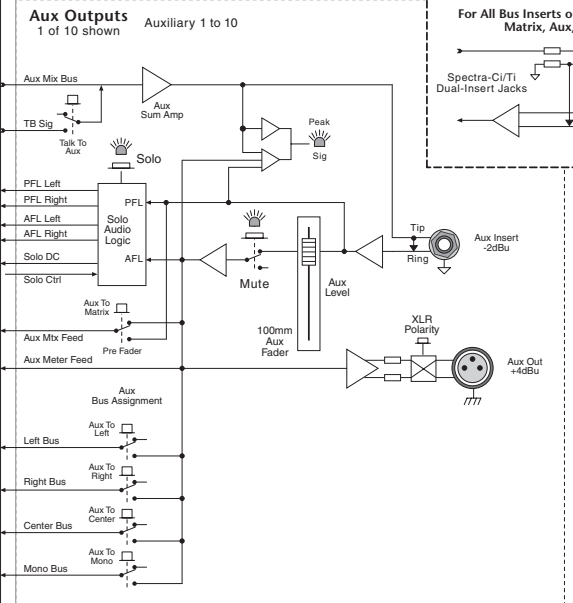 Aux Outputs
1 of 10 shown
Auxiliary 1 to 10
For All Bus Inserts o
Matrix, Aux,
Spectra-Ci/Ti
Dual-Insert Jacks
Aux Mix Bus
Aux
Sum Amp
TB Sig
Talk To
Aux
Peak
Sig
Solo
PFL Left
PFL Right
AFL Left
AFL Right
Solo DC
Solo Ctrl
PFL
Solo
Audio
Logic
AFL
Mute
Aux
Level
100mm
Aux
Fader
Tip
Ring
Aux Insert
-2dBu
Aux To
Matrix
Aux Mtx Feed
Pre Fader
Aux Meter Feed
XLR
Polarity
Aux Out
+4dBu
Aux
Bus Assignment
Aux To
Left
Left Bus
Aux To
Right
Right Bus
Aux To
Center
Center Bus
Aux To
Mono
Mono Bus